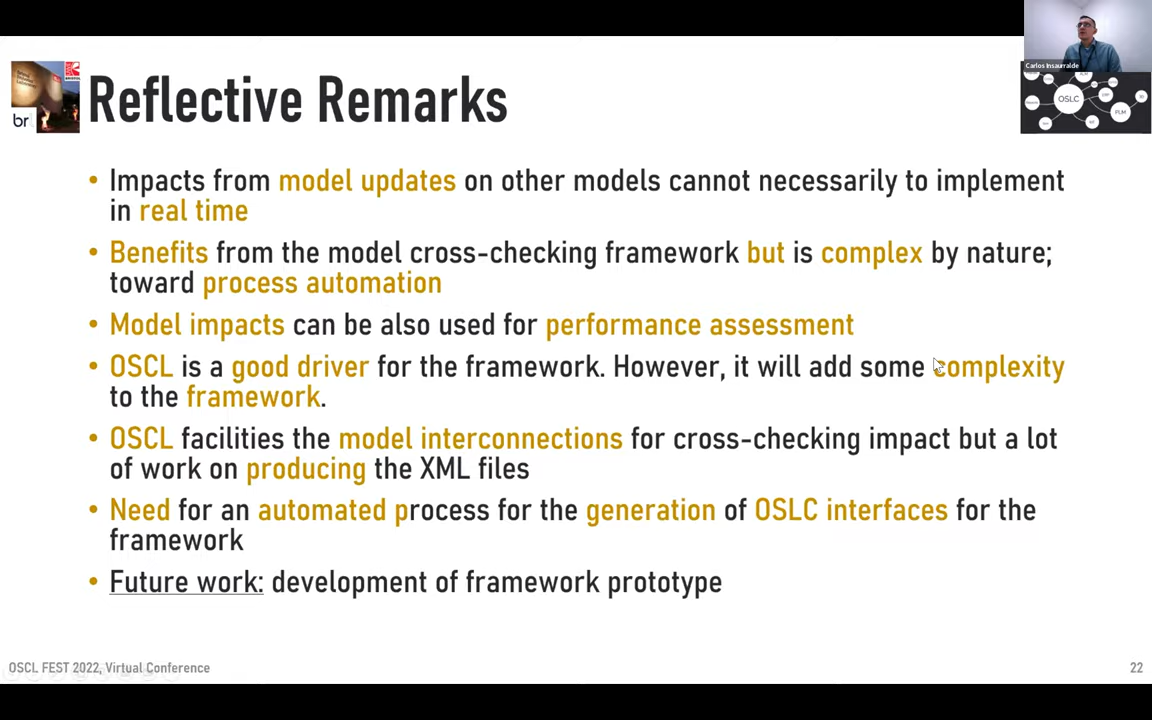 Carlos Insaurralde
OSLC
PLM
br
Reflective Remarks
• Impacts from model updates on other models cannot necessarily to implement
in real time
• Benefits from the model cross-checking framework but is complex by nature;
toward process automation
• Model impacts can be also used for performance assessment
• OSCL is a good driver for the framework. However, it will add some complexity
to the framework.
• OSCL facilities the model interconnections for cross-checking impact but a lot
of work on producing the XML files
• Need for an automated process for the generation of OSLC interfaces for the
framework
• Future work: development of framework prototype
OSCL FEST 2022, Virtual Conference
22